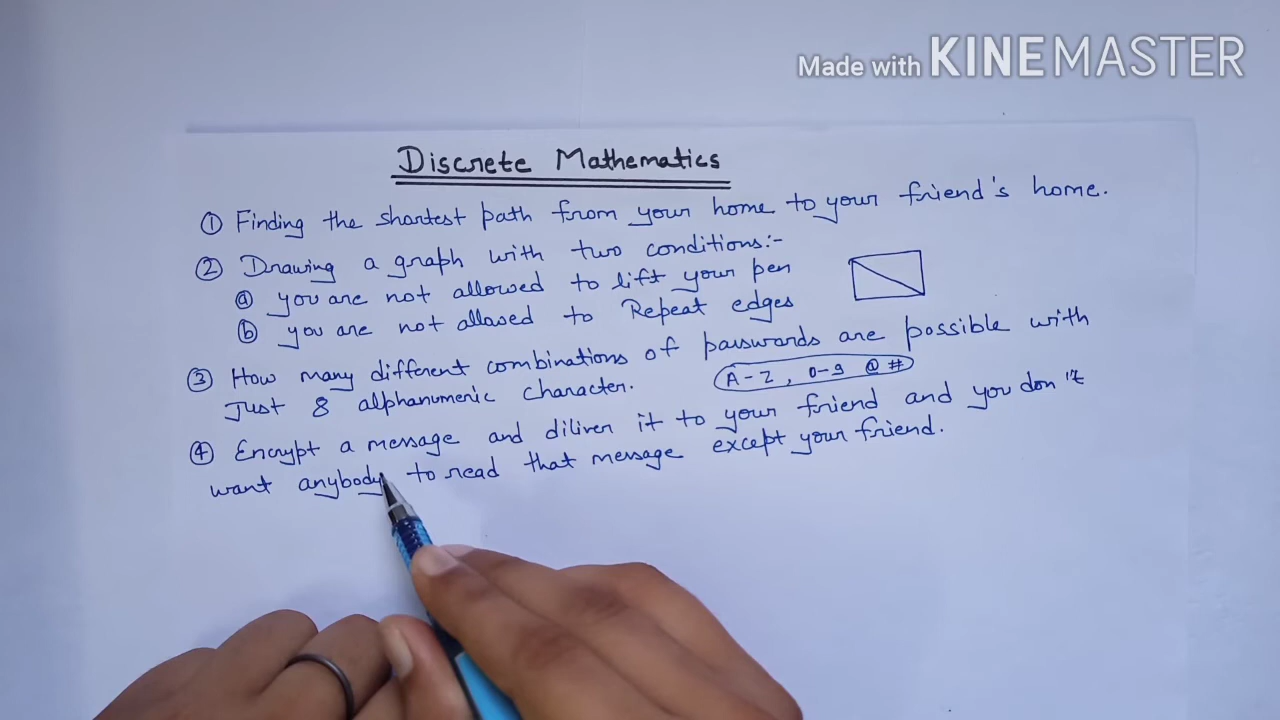 Made with KINEMASTER
Discrete Mathematics
① Finding the shortest path from your home to your friend's home.
② Drawing a graph with two conditions:-
ⓐ you are not allowed to lift your pen
ⓑ you are not allowed to Repeat edges
③ How many different combinations of passwords are possible with
Just 8 alphanumeric character.
A-Z, 0-9 @ #
④ Encrypt a message and diliver it to your friend and you don't
want anybody to read that message except your friend.